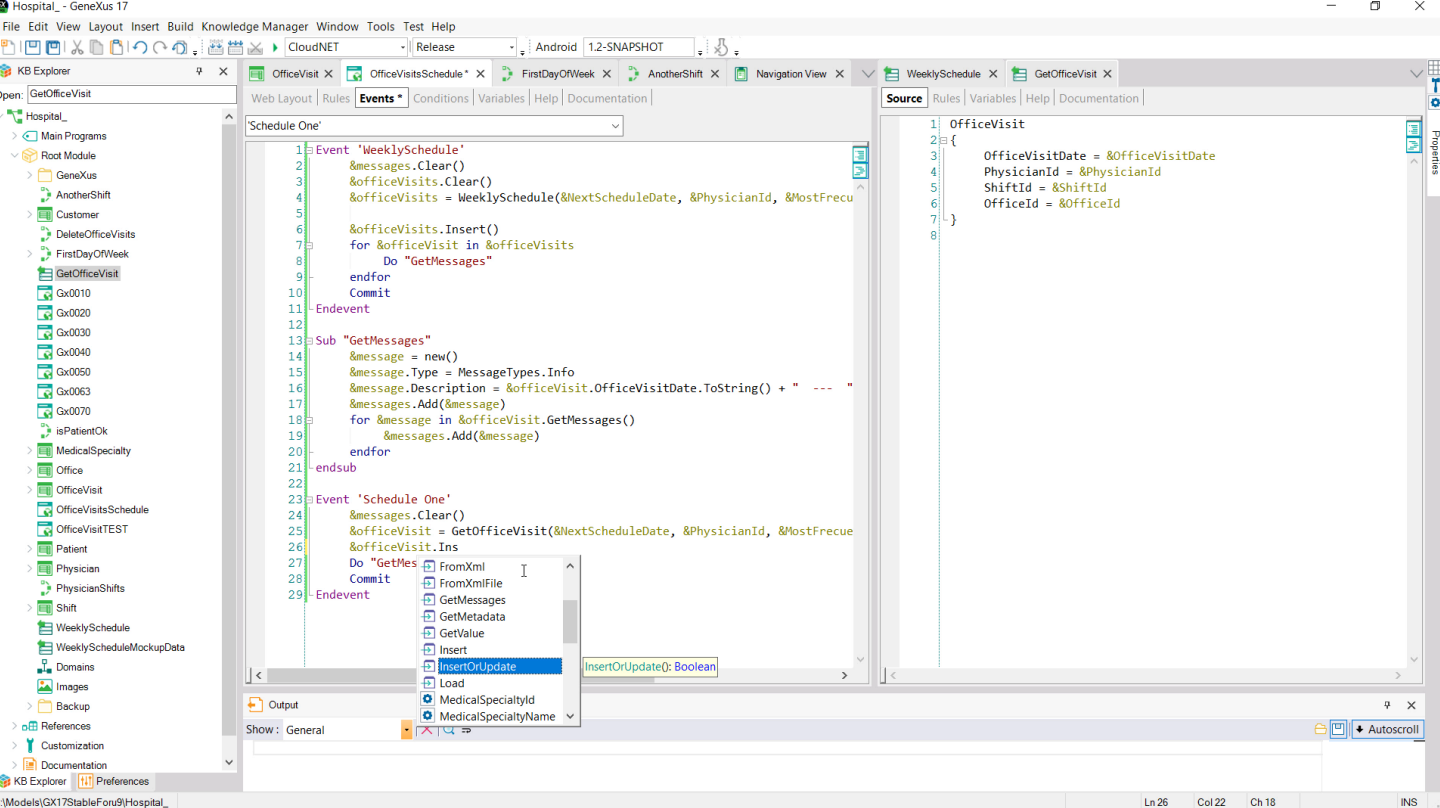 Hospital_ - GeneXus 17
File Edit View Layout Insert Build Knowledge Manager Window Tools Test Help
CloudNET Release Android 1.2-SNAPSHOT
KB Explorer
Open: GetOfficeVisit
Hospital_
Main Programs
Root Module
GeneXus
AnotherShift
Customer
DeleteOfficeVisits
FirstDayOfWeek
GetOfficeVisit
Gx0010
Gx0020
Gx0030
Gx0040
Gx0050
Gx0063
Gx0070
isPatientOk
MedicalSpecialty
Office
OfficeVisit
OfficeVisitsSchedule
OfficeVisitTEST
Patient
Physician
PhysicianShifts
Shift
WeeklySchedule
WeeklyScheduleMockupData
Domains
Images
Backup
References
Customization
Documentation
KB Explorer Preferences
OfficeVisit OfficeVisitsSchedule * FirstDayOfWeek AnotherShift Navigation View
Web Layout Rules Events * Conditions Variables Help Documentation
'Schedule One'
1 Event 'WeeklySchedule'
2 &messages.Clear()
3 &officeVisits.Clear()
4 &officeVisits = WeeklySchedule(&NextScheduleDate, &PhysicianId, &MostFrecu
5
6 &officeVisits.Insert()
7 for &officeVisit in &officeVisits
8 Do "GetMessages"
9 endfor
10 Commit
11 Endevent
12
13 Sub "GetMessages"
14 &message = new()
15 &message.Type = MessageTypes.Info
16 &message.Description = &officeVisit.OfficeVisitDate.ToString() + " --- "
17 &messages.Add(&message)
18 for &message in &officeVisit.GetMessages()
19 &messages.Add(&message)
20 endfor
21 endsub
22
23 Event 'Schedule One'
24 &messages.Clear()
25 &officeVisit = GetOfficeVisit(&NextScheduleDate, &PhysicianId, &MostFrecue
26 &officeVisit.Ins
27 Do "GetMes
28 Commit
29 Endevent
FromXml
FromXmlFile
GetMessages
GetMetadata
GetValue
Insert
InsertOrUpdate
Load
MedicalSpecialtyId
MedicalSpecialtyName
InsertOrUpdate(): Boolean
WeeklySchedule GetOfficeVisit
Source Rules Variables Help Documentation
1 OfficeVisit
2 {
3 OfficeVisitDate = &OfficeVisitDate
4 PhysicianId = &PhysicianId
5 ShiftId = &ShiftId
6 OfficeId = &OfficeId
7 }
8
Properties
Output
Show: General
Autoscroll
:\Models\GX17StableForu9\Hospital_ Ln 26 Col 22 Ch 18 INS